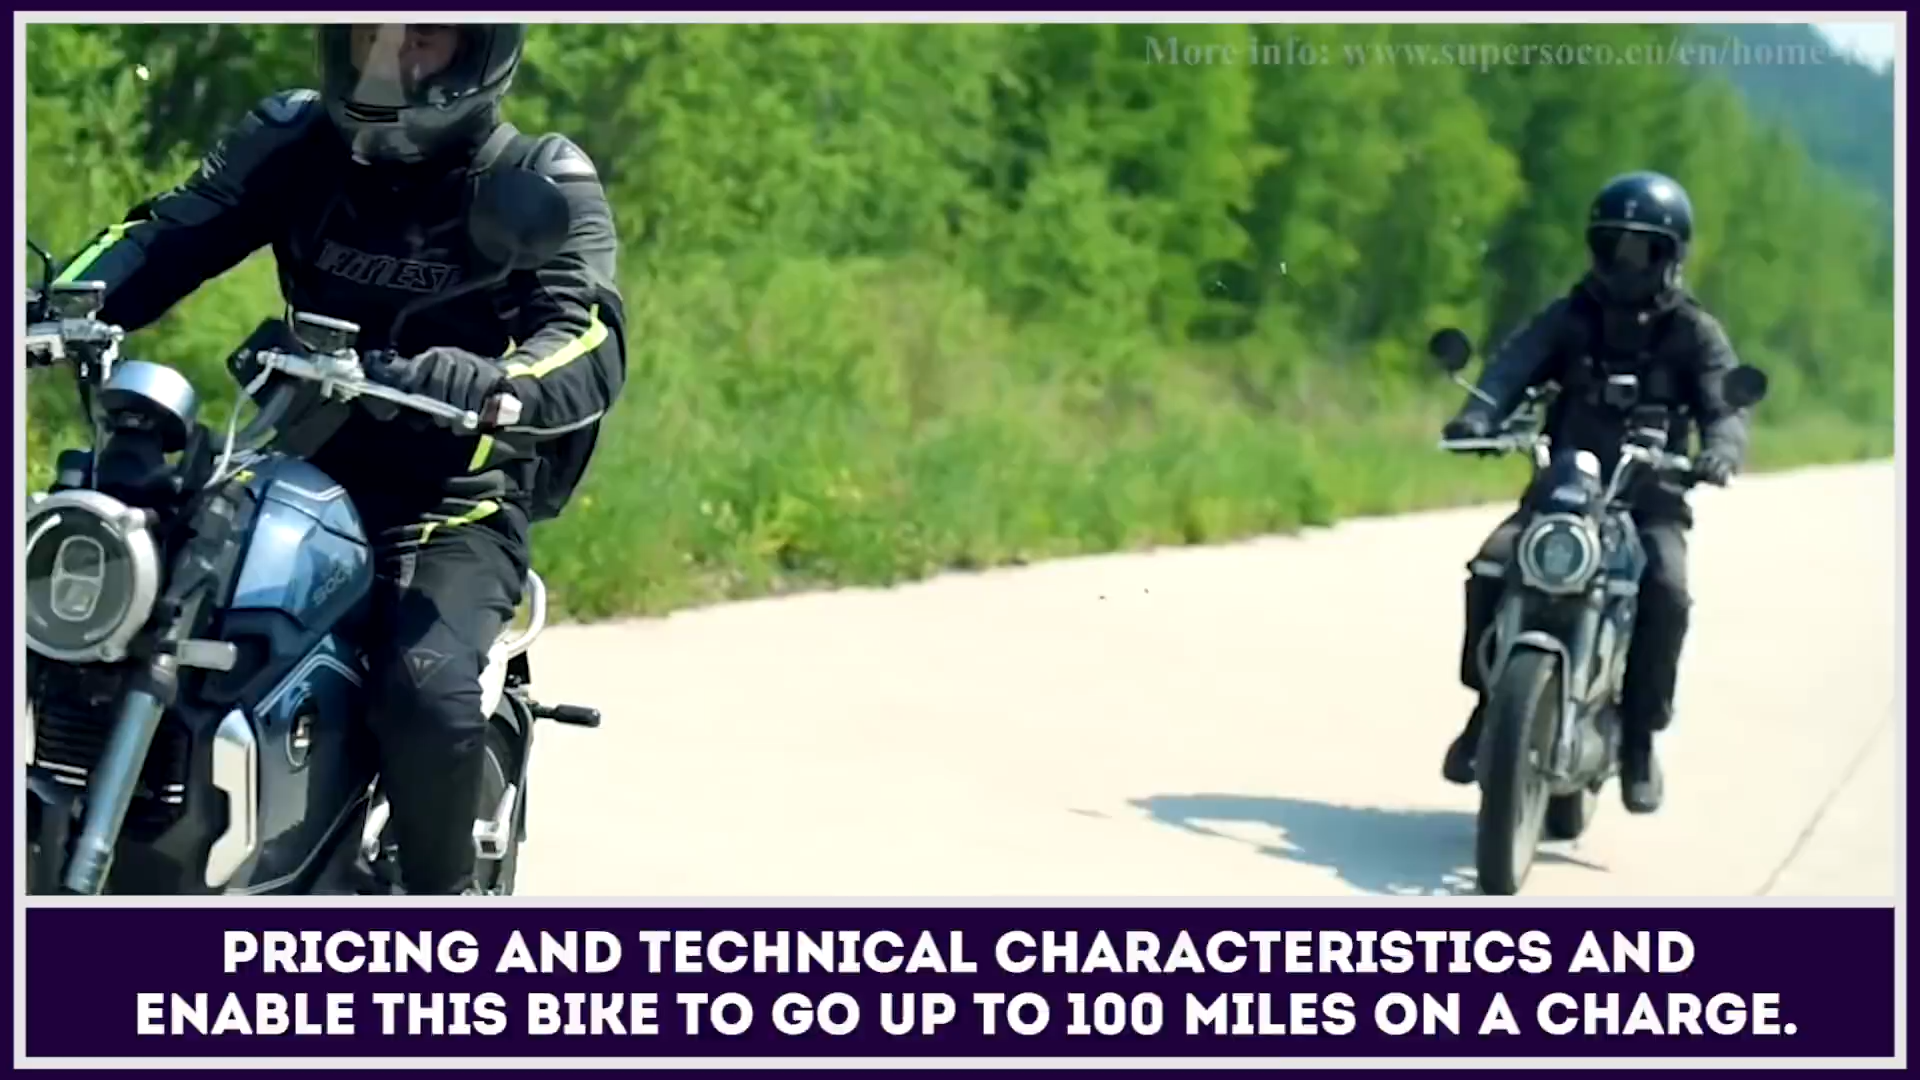 More info: www.supersoco.eu/en/home-
SOCO
PRICING AND TECHNICAL CHARACTERISTICS AND
ENABLE THIS BIKE TO GO UP TO 100 MILES ON A CHARGE.